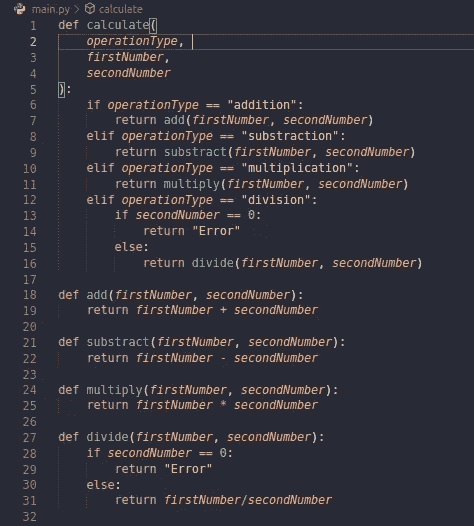 main.py > calculate
1 def calculate(
2     operationType,
3     firstNumber,
4     secondNumber
5 ):
6     if operationType == "addition":
7         return add(firstNumber, secondNumber)
8     elif operationType == "substraction":
9         return substract(firstNumber, secondNumber)
10     elif operationType == "multiplication":
11         return multiply(firstNumber, secondNumber)
12     elif operationType == "division":
13         if secondNumber == 0:
14             return "Error"
15         else:
16             return divide(firstNumber, secondNumber)
17
18 def add(firstNumber, secondNumber):
19     return firstNumber + secondNumber
20
21 def substract(firstNumber, secondNumber):
22     return firstNumber - secondNumber
23
24 def multiply(firstNumber, secondNumber):
25     return firstNumber * secondNumber
26
27 def divide(firstNumber, secondNumber):
28     if secondNumber == 0:
29         return "Error"
30     else:
31         return firstNumber/secondNumber
32